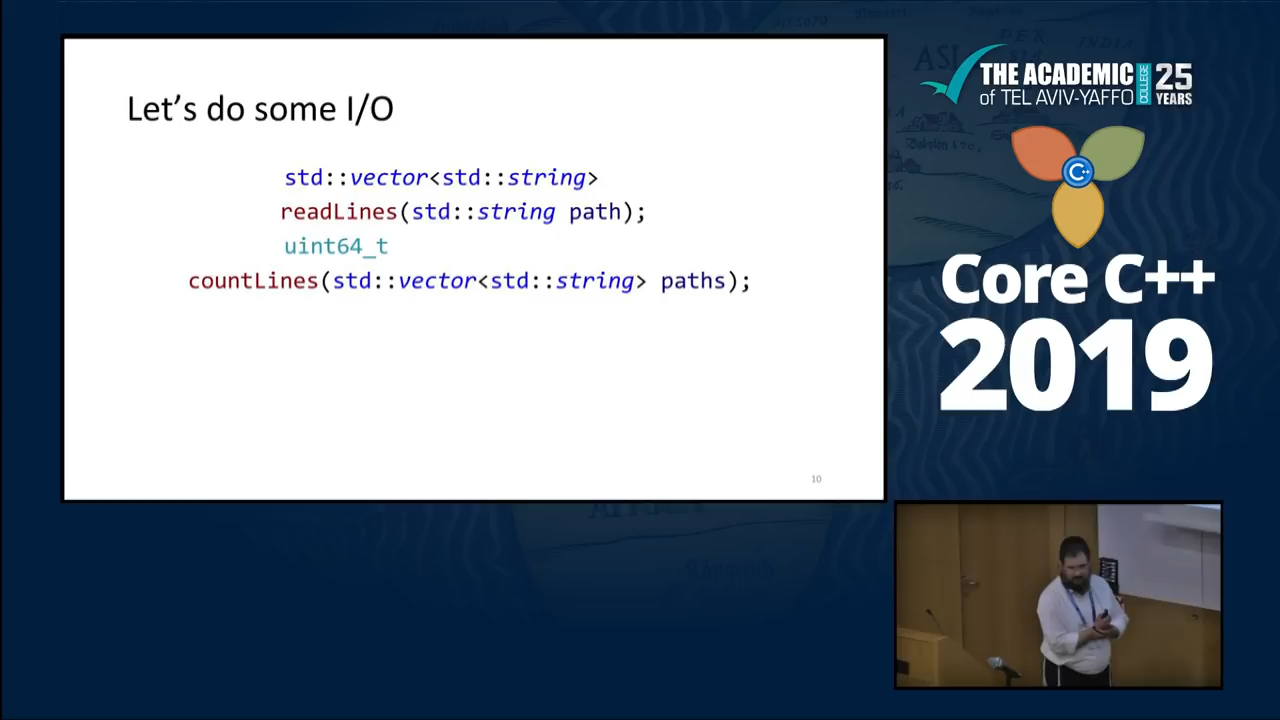 Let's do some I/O
std::vector<std::string>
readLines(std::string path);
uint64_t
countLines(std::vector<std::string> paths);
10
THE ACADEMIC
of TEL AVIV-YAFFO
COLLEGE
25
YEARS
C++
Core C++
2019